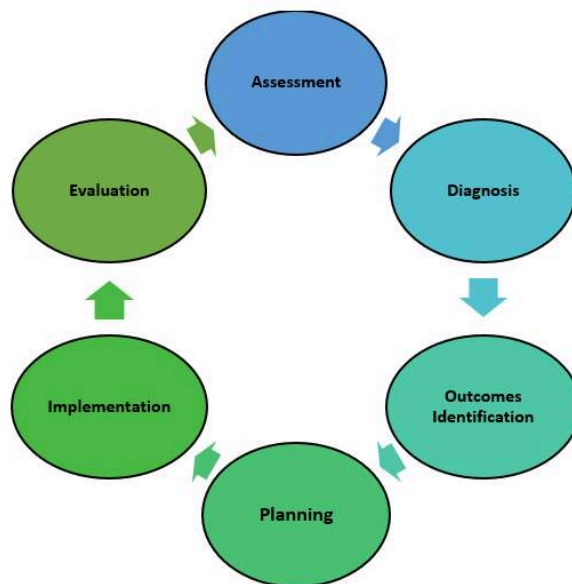 Assessment
Diagnosis
Outcomes
Identification
Planning
Implementation
Evaluation